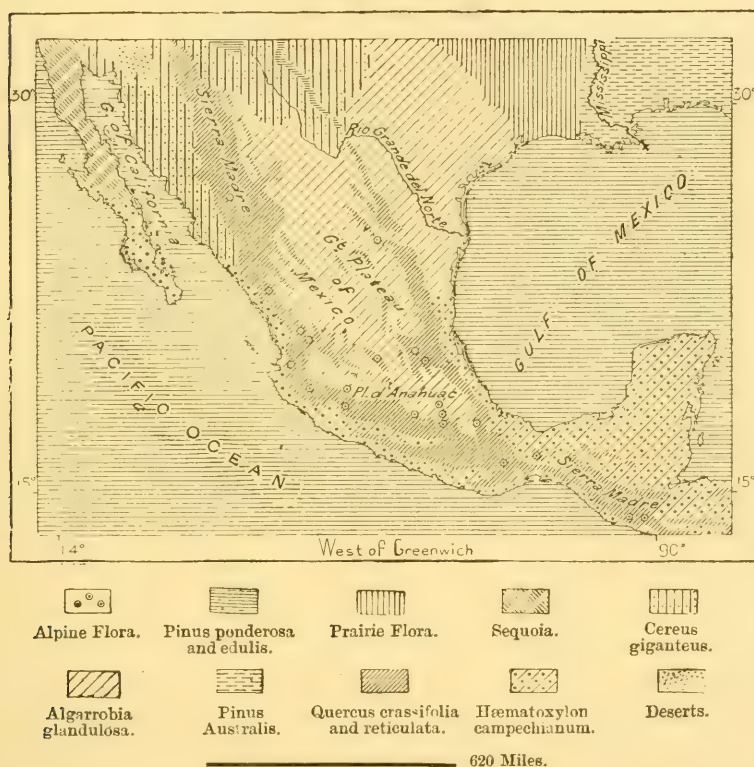 30°
Mississippi
30°
Sierra Madre
G. of California
Rio Grande del Norte
Gt. Plateau
of
Mexico
GULF OF MEXICO
PACIFIC OCEAN
Pl. d Anahuac
Sierra Madre
15°
15°
14°
West of Greenwich
90°
Alpine Flora.
Pinus ponderosa
and edulis.
Prairie Flora.
Sequoia.
Cereus
giganteus.
Algarrobia
glandulosa.
Pinus
Australis.
Quercus crassifolia
and reticulata.
Hæmatoxylon
campechianum.
Deserts.
620 Miles.